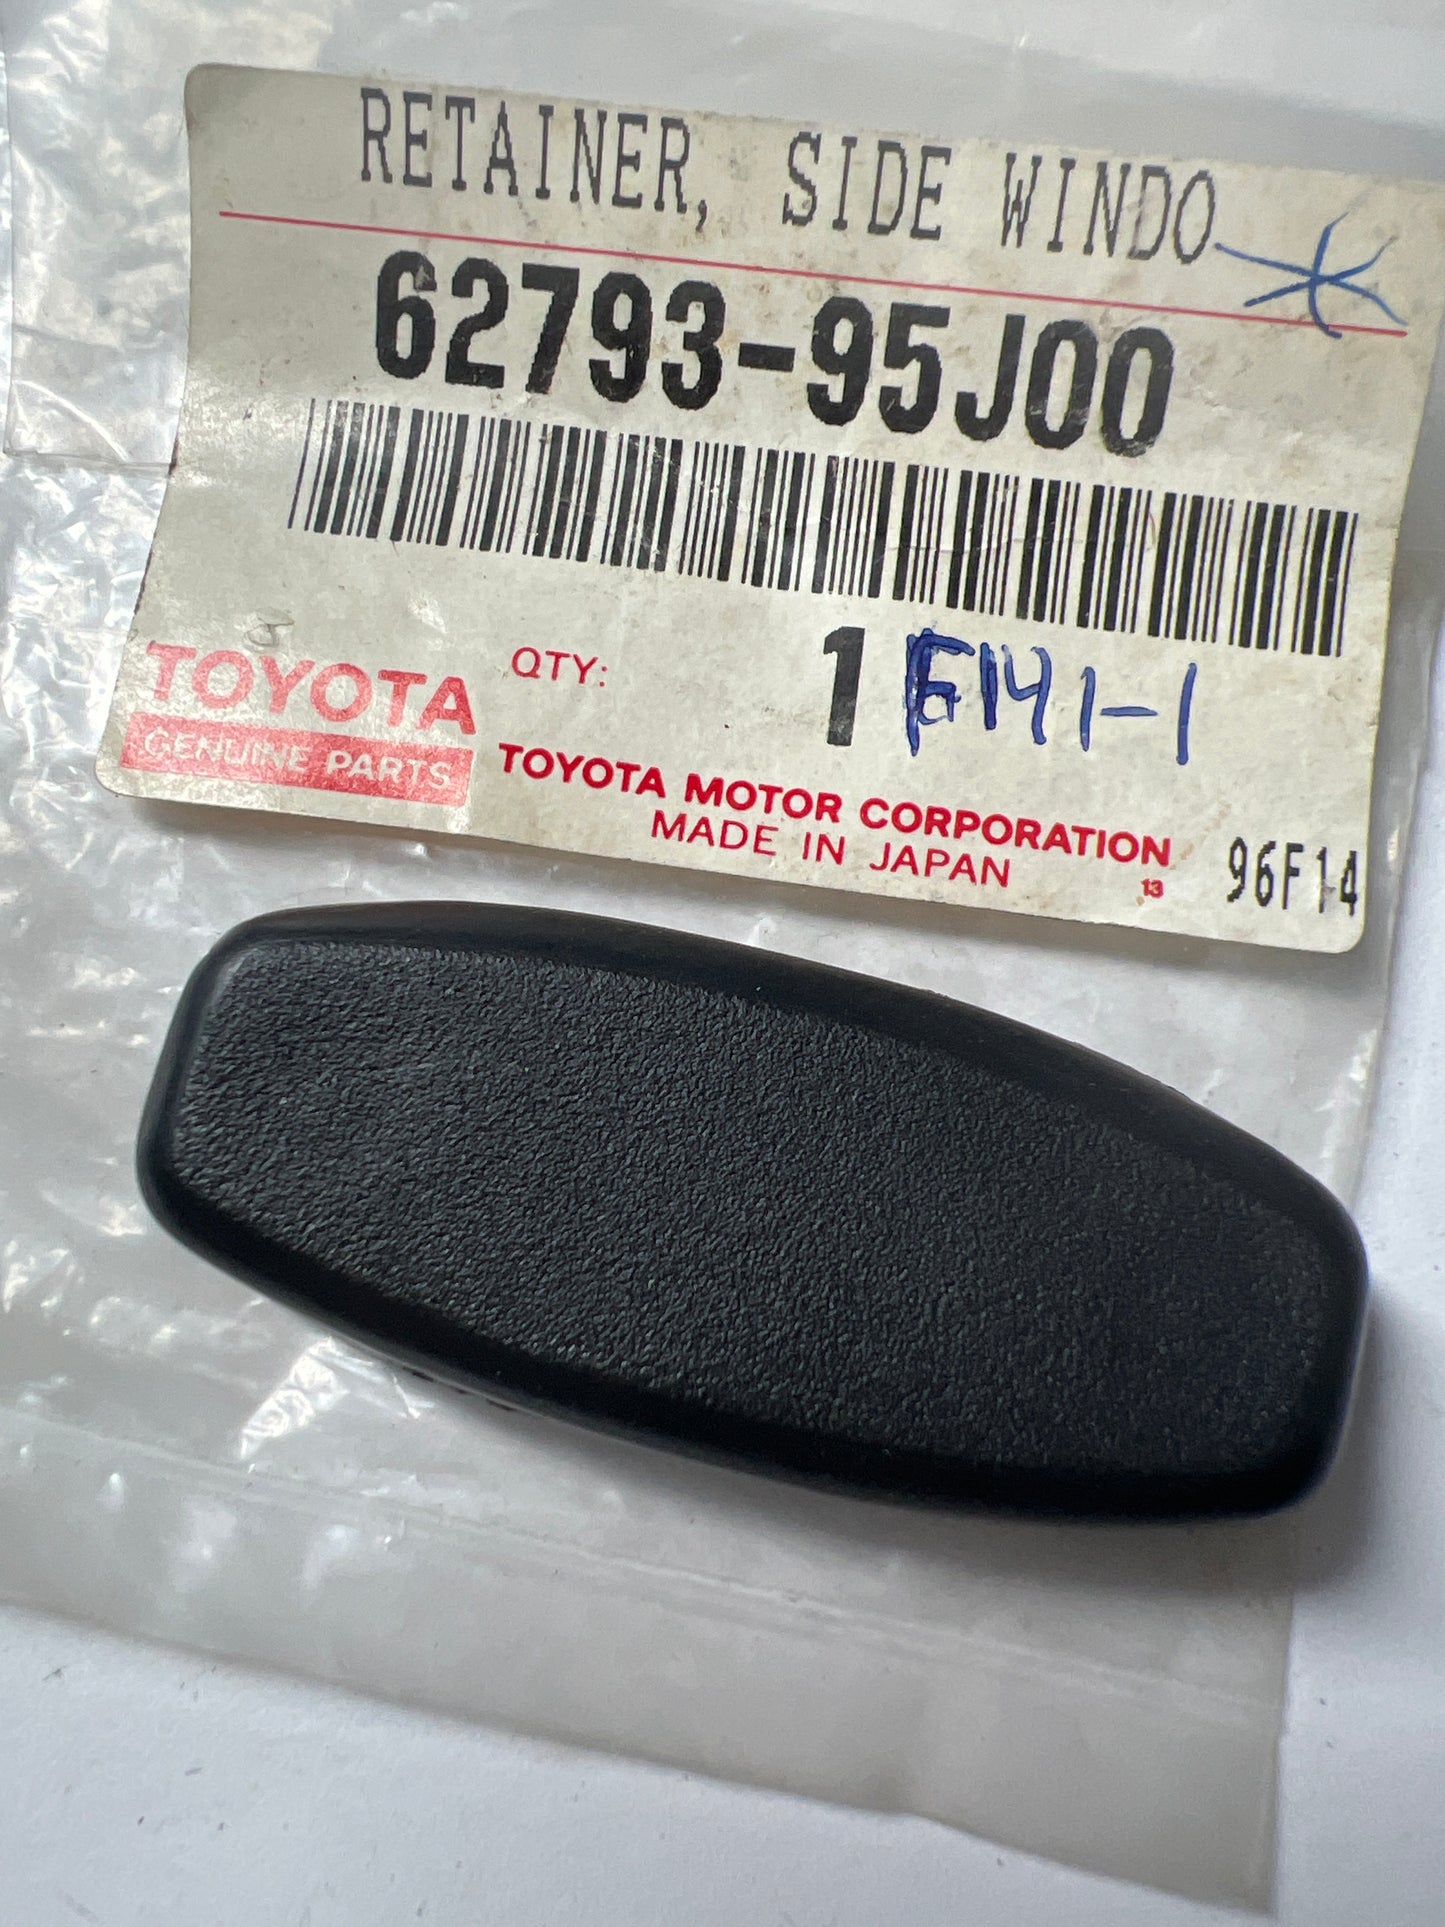 RETAINER, SIDE WINDO
62793-95J00
QTY: 1 F141-1
TOYOTA
GENUINE PARTS
TOYOTA MOTOR CORPORATION
MADE IN JAPAN
13
96F14